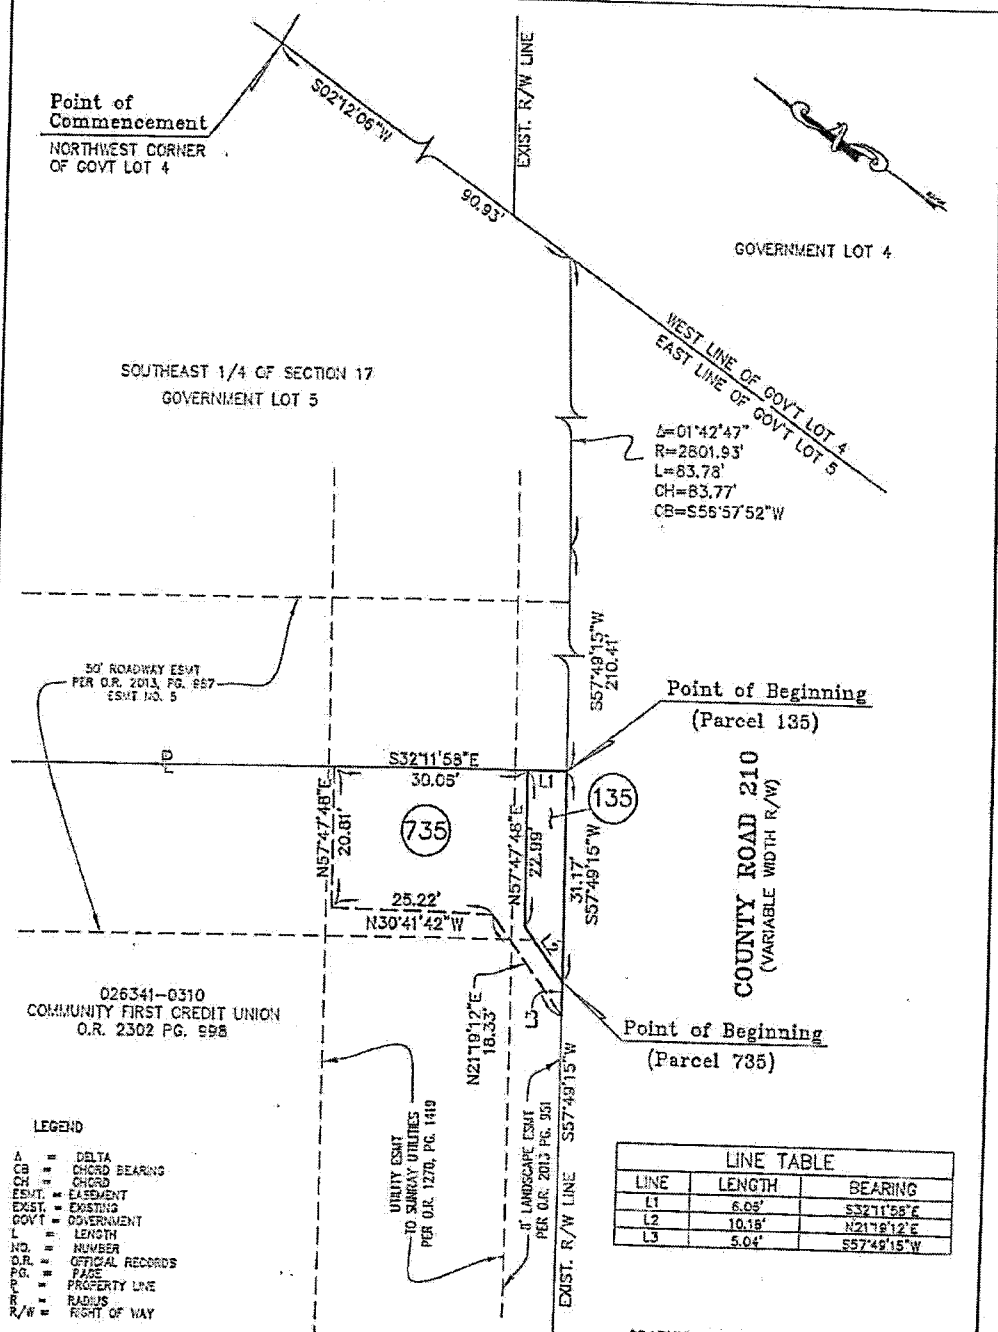 Point of
Commencement
NORTHWEST CORNER
OF GOVT LOT 4
S02°12'06"W
90.93'
EXIST. R/W LINE
GOVERNMENT LOT 4
WEST LINE OF GOV'T LOT 4
EAST LINE OF GOV'T LOT 5
SOUTHEAST 1/4 OF SECTION 17
GOVERNMENT LOT 5
Δ=01°42'47"
R=2801.93'
L=83.78'
CH=83.77'
CB=S56°57'52"W
50' ROADWAY ESMT
PER O.R. 2013, PG. 957
ESMT NO. 5
S57°49'15"W
210.41'
Point of Beginning
(Parcel 135)
S32°11'58"E
30.05'
L1
135
735
N57°47'48"E
20.81'
N57°47'48"E
22.99'
31.17'
S57°49'15"W
25.22'
N30°41'42"W
L2
L3
N21°19'12"E
18.33'
COUNTY ROAD 210
(VARIABLE WIDTH R/W)
026341-0310
COMMUNITY FIRST CREDIT UNION
O.R. 2302 PG. 998
Point of Beginning
(Parcel 735)
UTILITY ESMT
TO SUNRAY UTILITIES
PER O.R. 1270, PG. 1419
8' LANDSCAPE ESMT
PER O.R. 2013 PG. 951
EXIST. R/W LINE
S57°49'15"W
LEGEND
Δ = DELTA
CB = CHORD BEARING
CH = CHORD
ESMT. = EASEMENT
EXIST. = EXISTING
GOVT = GOVERNMENT
L = LENGTH
NO. = NUMBER
O.R. = OFFICIAL RECORDS
PG. = PAGE
P = PROPERTY LINE
R = RADIUS
R/W = RIGHT OF WAY
LINE TABLE
LINE LENGTH BEARING
L1 6.05' S32°11'58"E
L2 10.18' N21°19'12"E
L3 5.04' S57°49'15"W